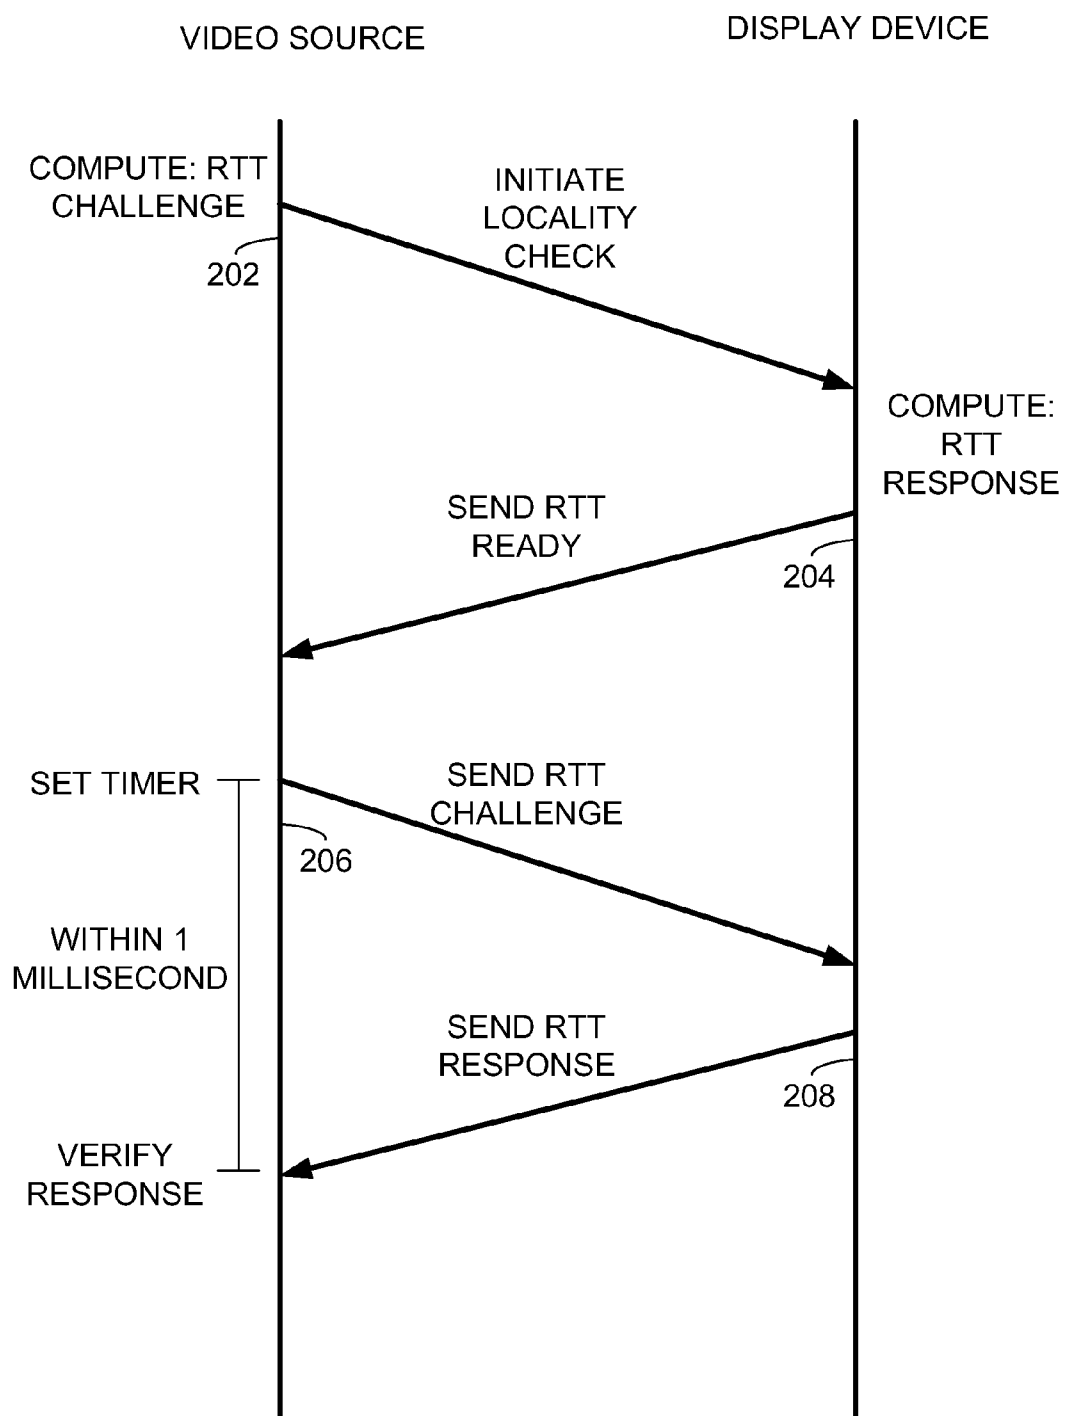 VIDEO SOURCE
DISPLAY DEVICE
COMPUTE: RTT
CHALLENGE
202
INITIATE
LOCALITY
CHECK
COMPUTE:
RTT
RESPONSE
SEND RTT
READY
204
SET TIMER
SEND RTT
CHALLENGE
206
WITHIN 1
MILLISECOND
SEND RTT
RESPONSE
208
VERIFY
RESPONSE